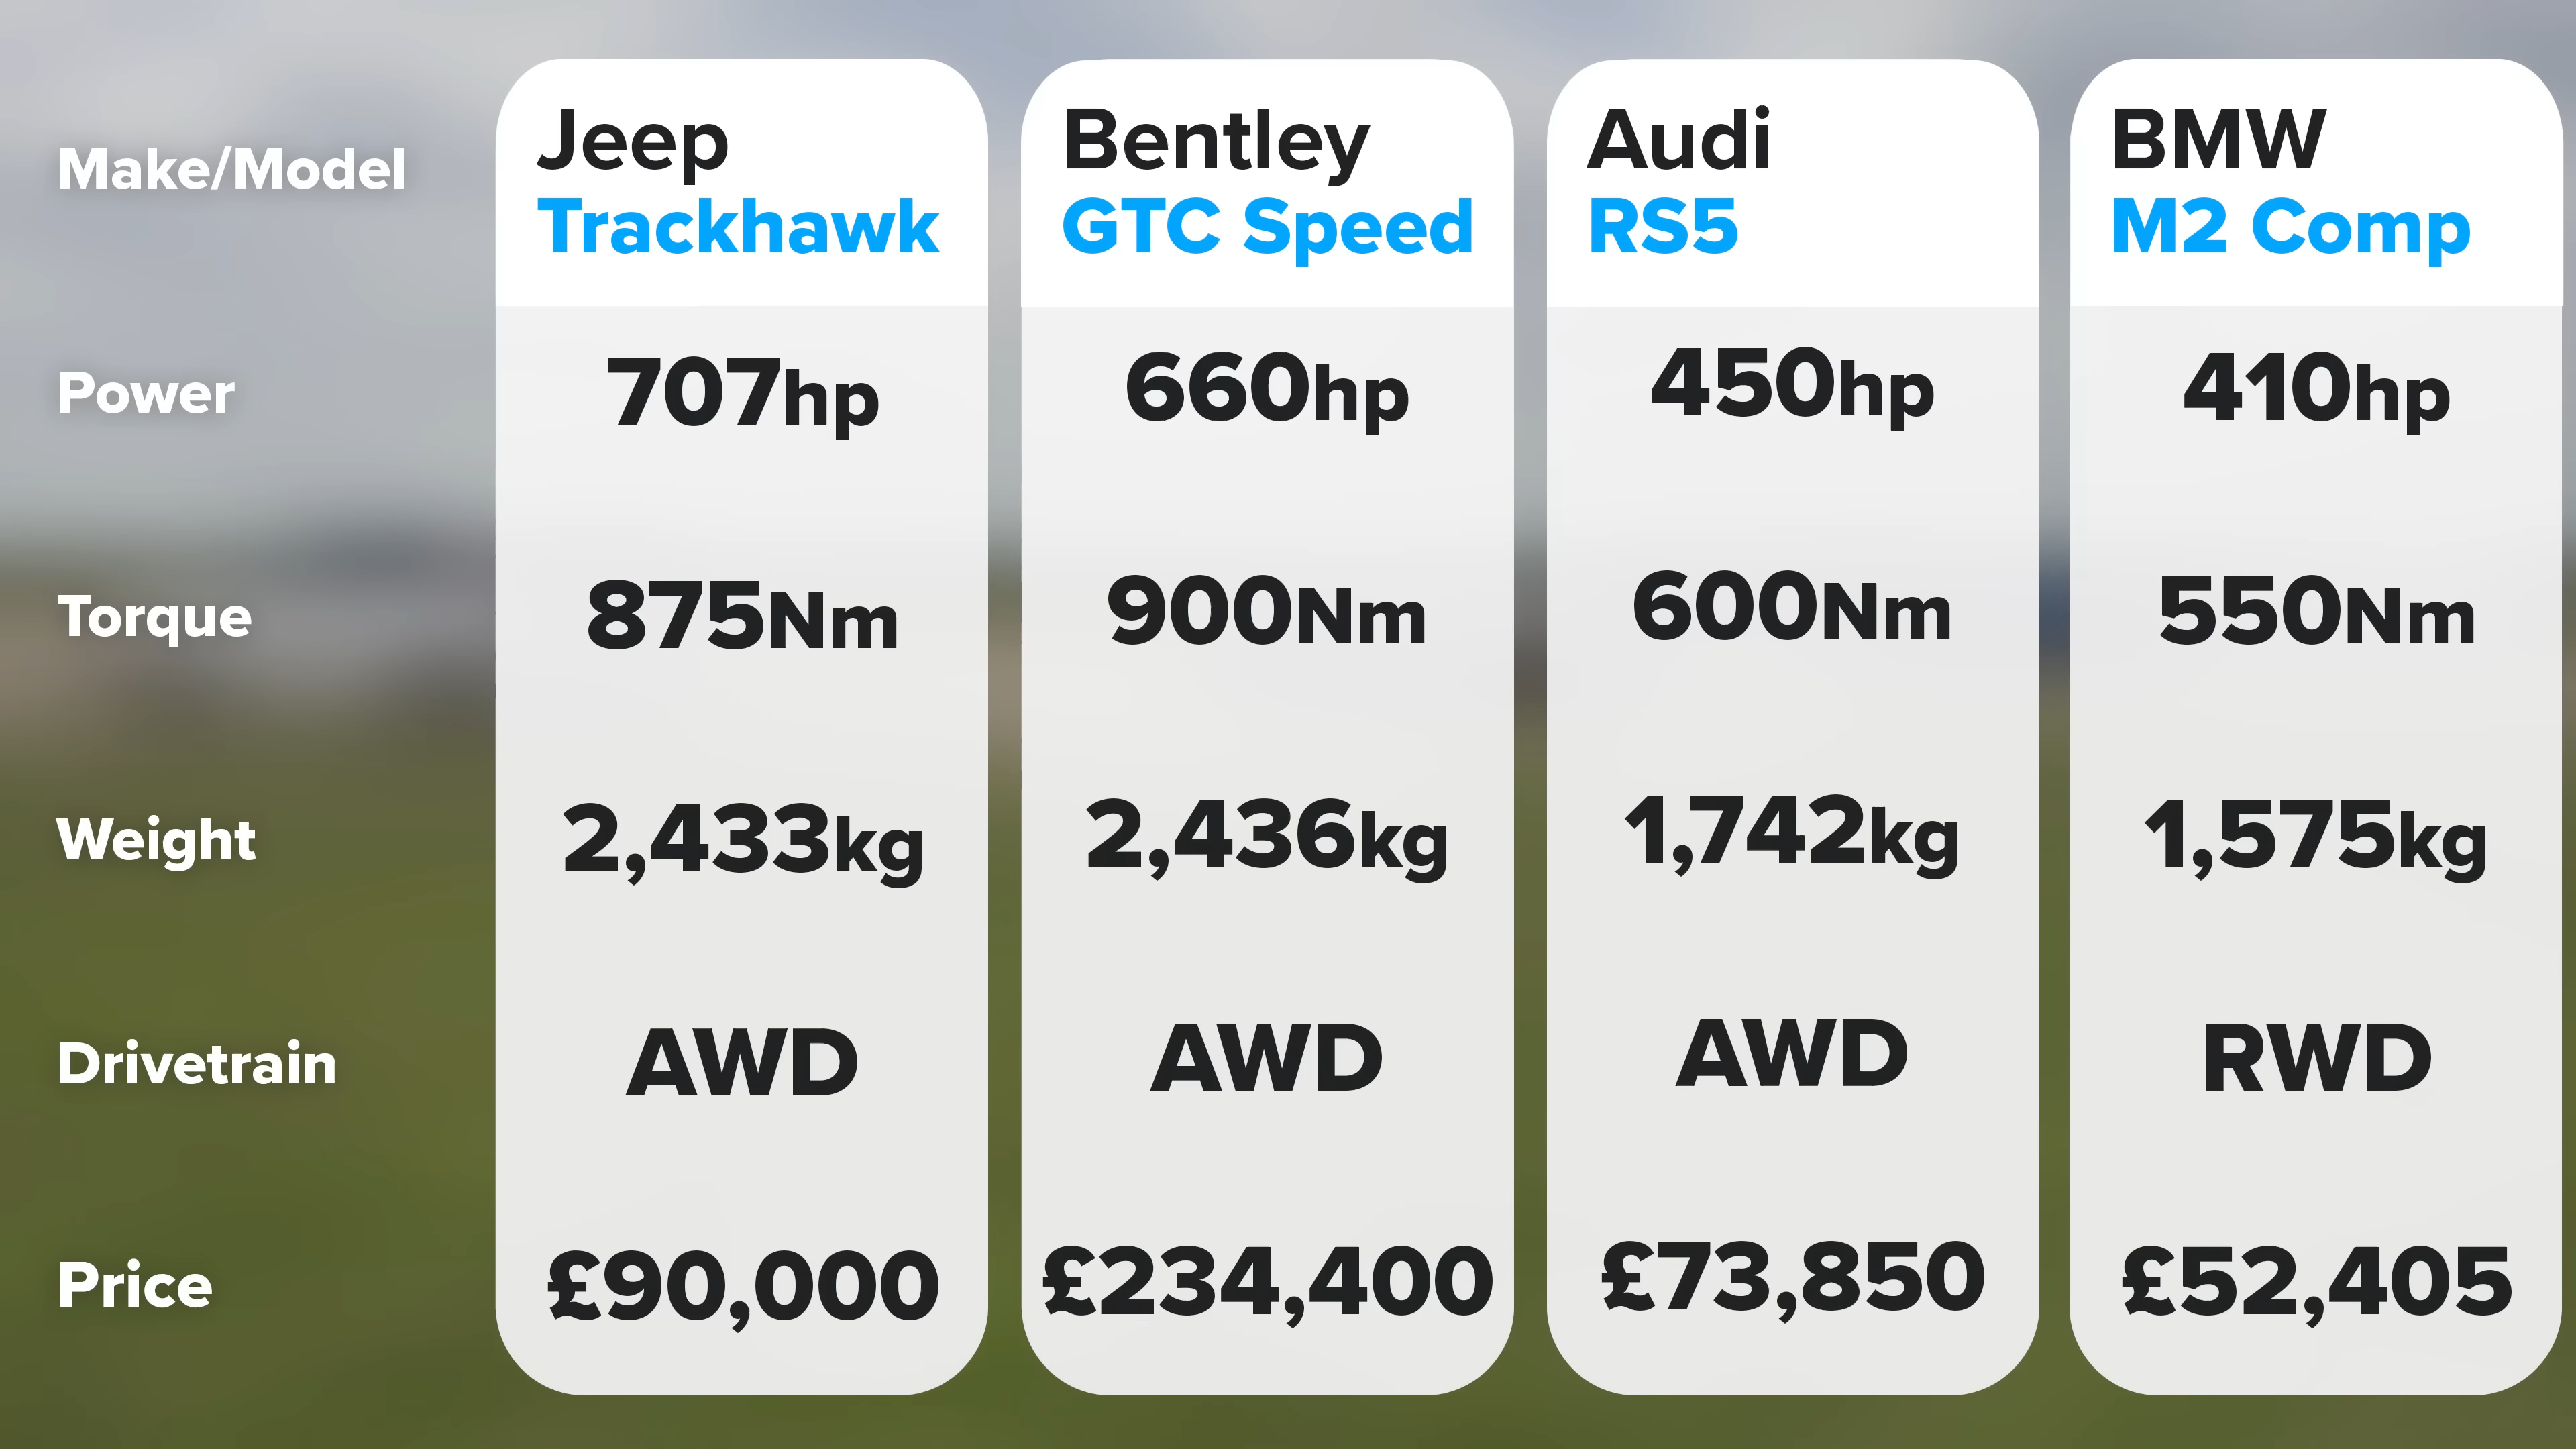 Make/Model
Jeep
Trackhawk
Bentley
GTC Speed
Audi
RS5
BMW
M2 Comp
Power
707hp
660hp
450hp
410hp
Torque
875Nm
900Nm
600Nm
550Nm
Weight
2,433kg
2,436kg
1,742kg
1,575kg
Drivetrain
AWD
AWD
AWD
RWD
Price
£90,000
£234,400
£73,850
£52,405